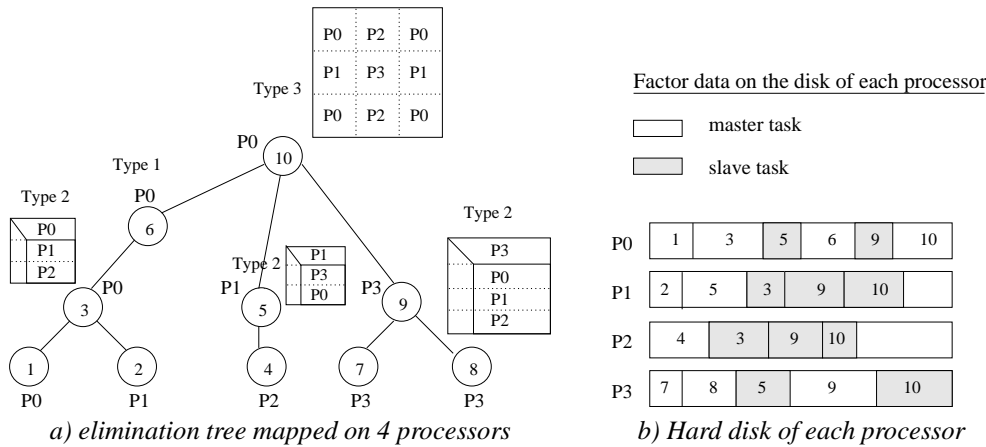 P0 P2 P0
P1 P3 P1
P0 P2 P0
Type 3
P0
10
Type 1
P0
6
Type 2
P0
P1
P2
P0
3
1
P0
2
P1
Type 2
P1
P3
P0
P1
5
4
P2
Type 2
P3
P0
P1
P2
P3
9
7
P3
8
P3
a) elimination tree mapped on 4 processors
Factor data on the disk of each processor
master task
slave task
P0 1 3 5 6 9 10
P1 2 5 3 9 10
P2 4 3 9 10
P3 7 8 5 9 10
b) Hard disk of each processor